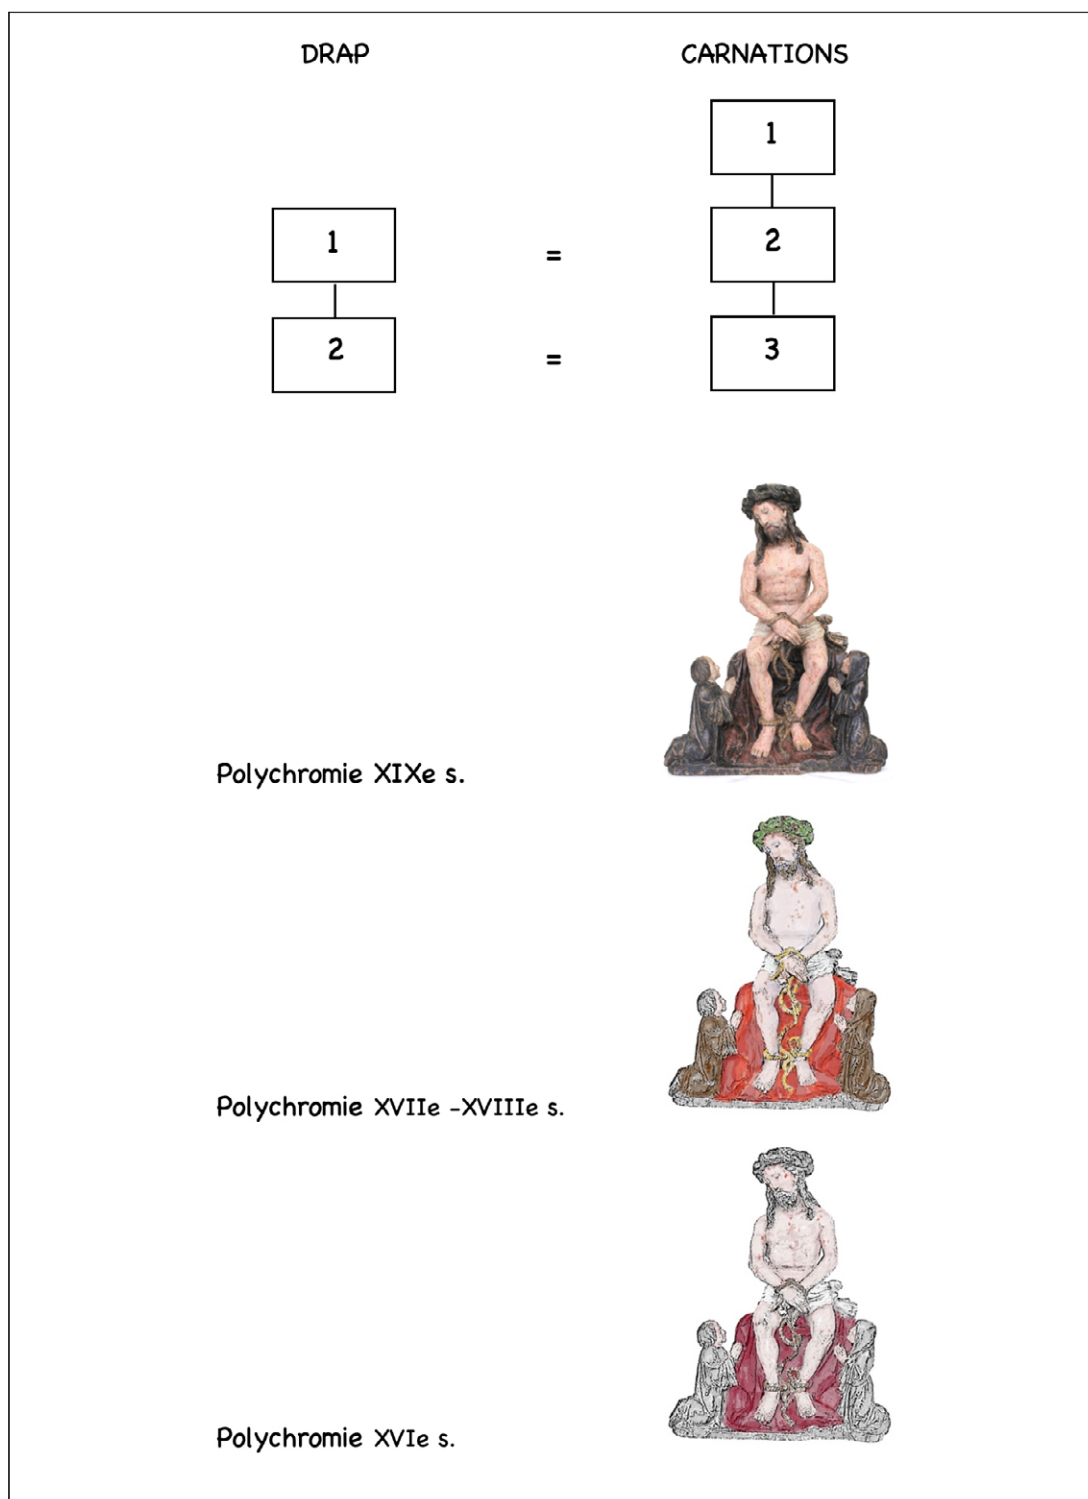 DRAP CARNATIONS
1
1 = 2
2 = 3
Polychromie XIXe s.
Polychromie XVIIe -XVIIIe s.
Polychromie XVIe s.